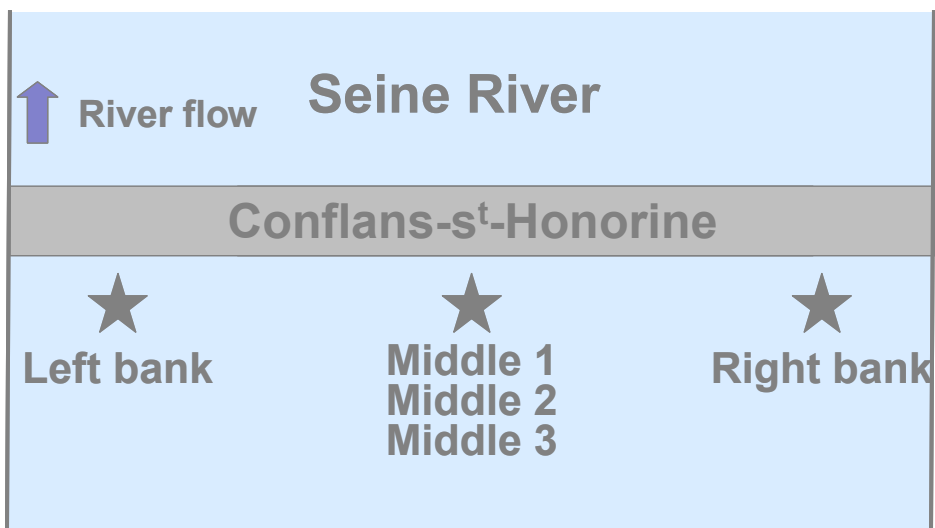 Seine River
River flow
Conflans-sᵗ-Honorine
Left bank
Middle 1
Middle 2
Middle 3
Right bank